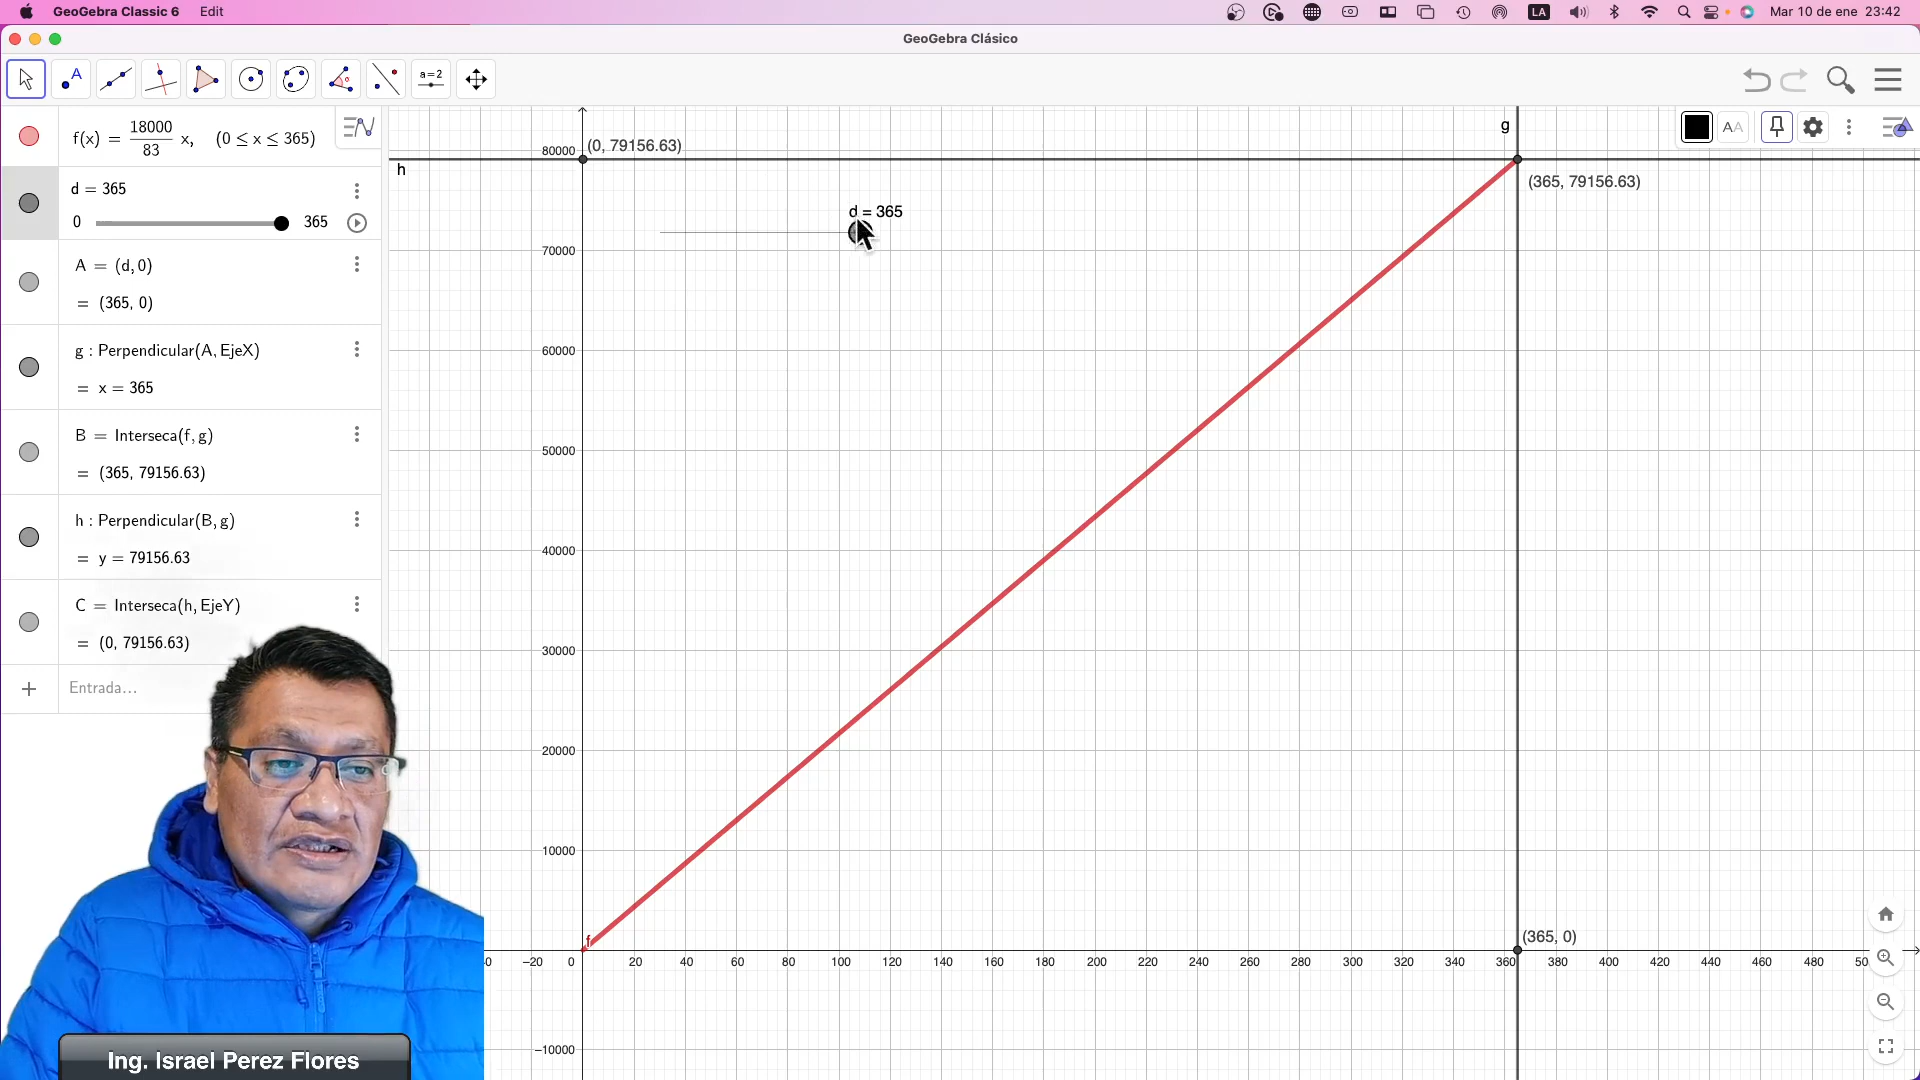 GeoGebra Classic 6 Edit LA Mar 10 de ene 23:42
GeoGebra Clásico
A a = 2
f(x) = 18000/83 x, (0 ≤ x ≤ 365)
d = 365
0 365
A = (d, 0)
= (365, 0)
g : Perpendicular(A, EjeX)
= x = 365
B = Interseca(f, g)
= (365, 79156.63)
h : Perpendicular(B, g)
= y = 79156.63
C = Interseca(h, EjeY)
= (0, 79156.63)
Entrada…
g AA
(0, 79156.63)
h
(365, 79156.63)
d = 365
80000
70000
60000
50000
40000
30000
20000
10000
f
(365, 0)
−20 0 20 40 60 80 100 120 140 160 180 200 220 240 260 280 300 320 340 360 380 400 420 440 460 480
−10000
Ing. Israel Perez Flores